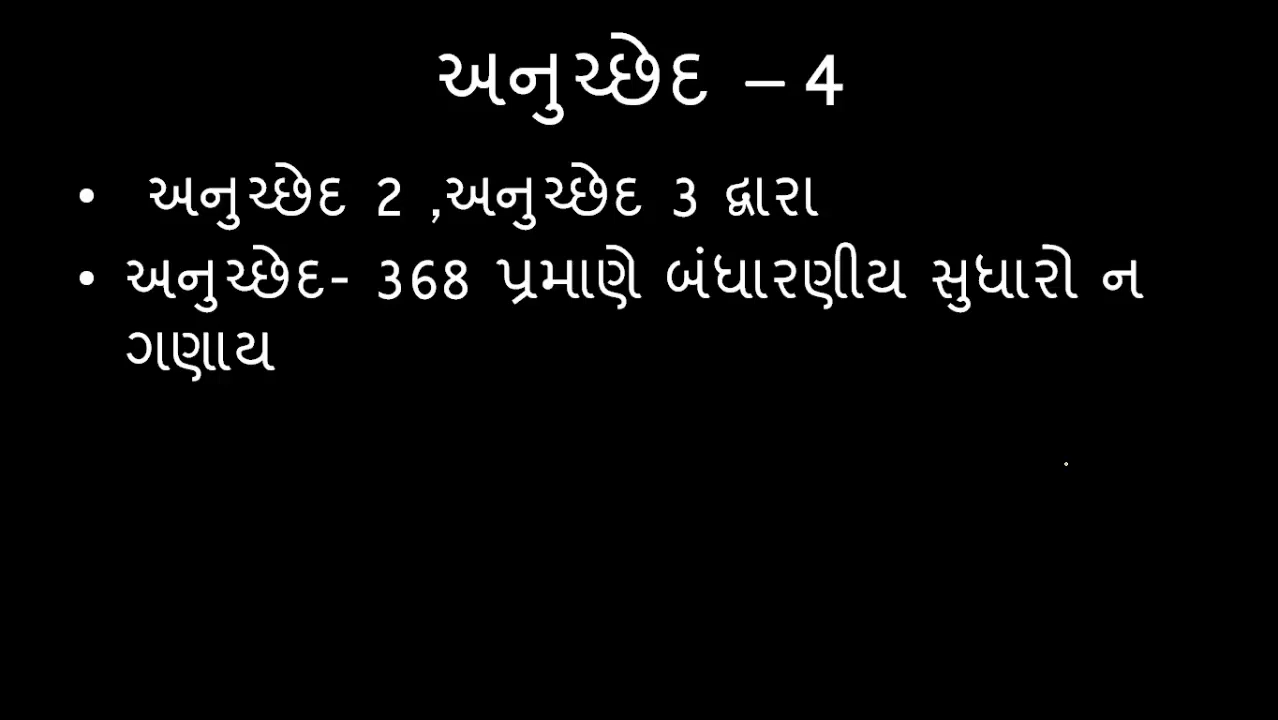 અનુચ્છેદ – 4
• અનુચ્છેદ 2 ,અનુચ્છેદ 3 દ્વારા
• અનુચ્છેદ- 368 પ્રમાણે બંધારણીય સુધારો ન
ગણાય